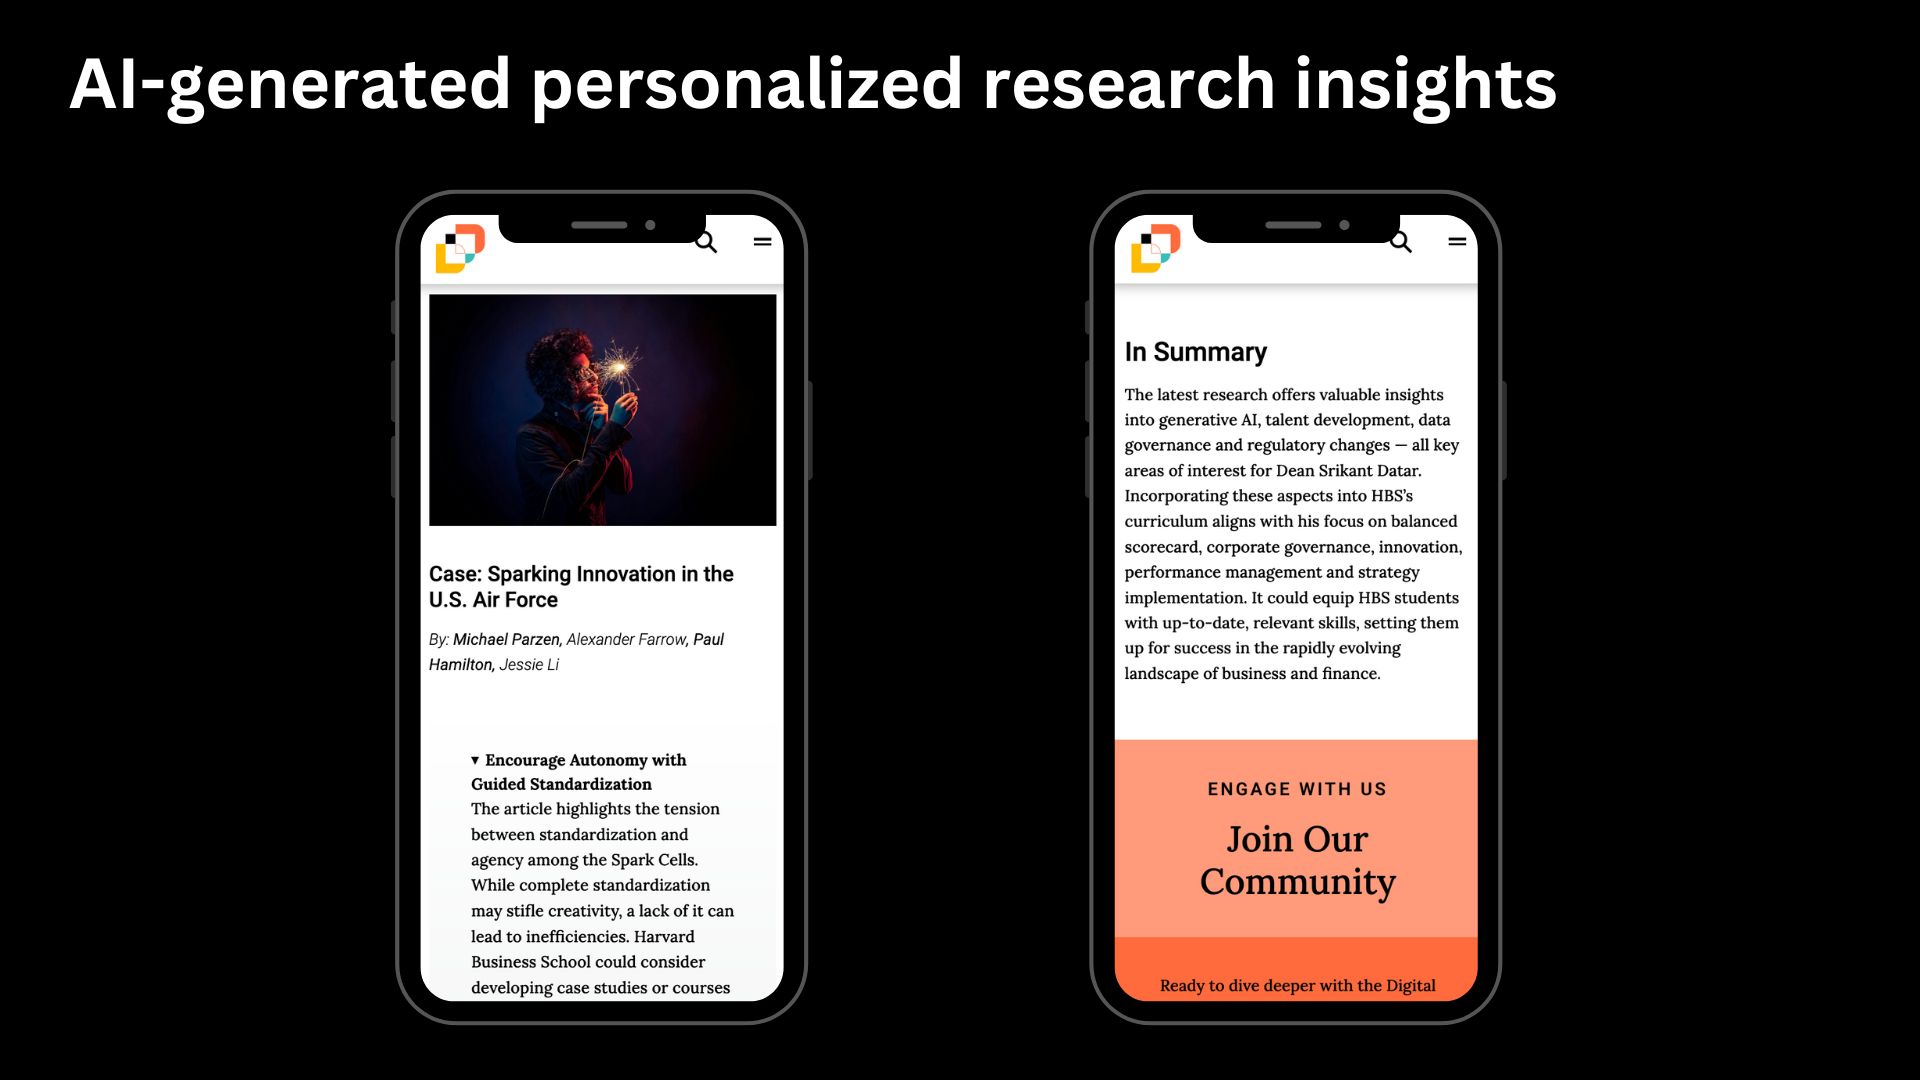 AI-generated personalized research insights
Case: Sparking Innovation in the
U.S. Air Force
By: Michael Parzen, Alexander Farrow, Paul
Hamilton, Jessie Li
▼ Encourage Autonomy with
Guided Standardization
The article highlights the tension
between standardization and
agency among the Spark Cells.
While complete standardization
may stifle creativity, a lack of it can
lead to inefficiencies. Harvard
Business School could consider
developing case studies or courses
In Summary
The latest research offers valuable insights
into generative AI, talent development, data
governance and regulatory changes — all key
areas of interest for Dean Srikant Datar.
Incorporating these aspects into HBS’s
curriculum aligns with his focus on balanced
scorecard, corporate governance, innovation,
performance management and strategy
implementation. It could equip HBS students
with up-to-date, relevant skills, setting them
up for success in the rapidly evolving
landscape of business and finance.
ENGAGE WITH US
Join Our
Community
Ready to dive deeper with the Digital